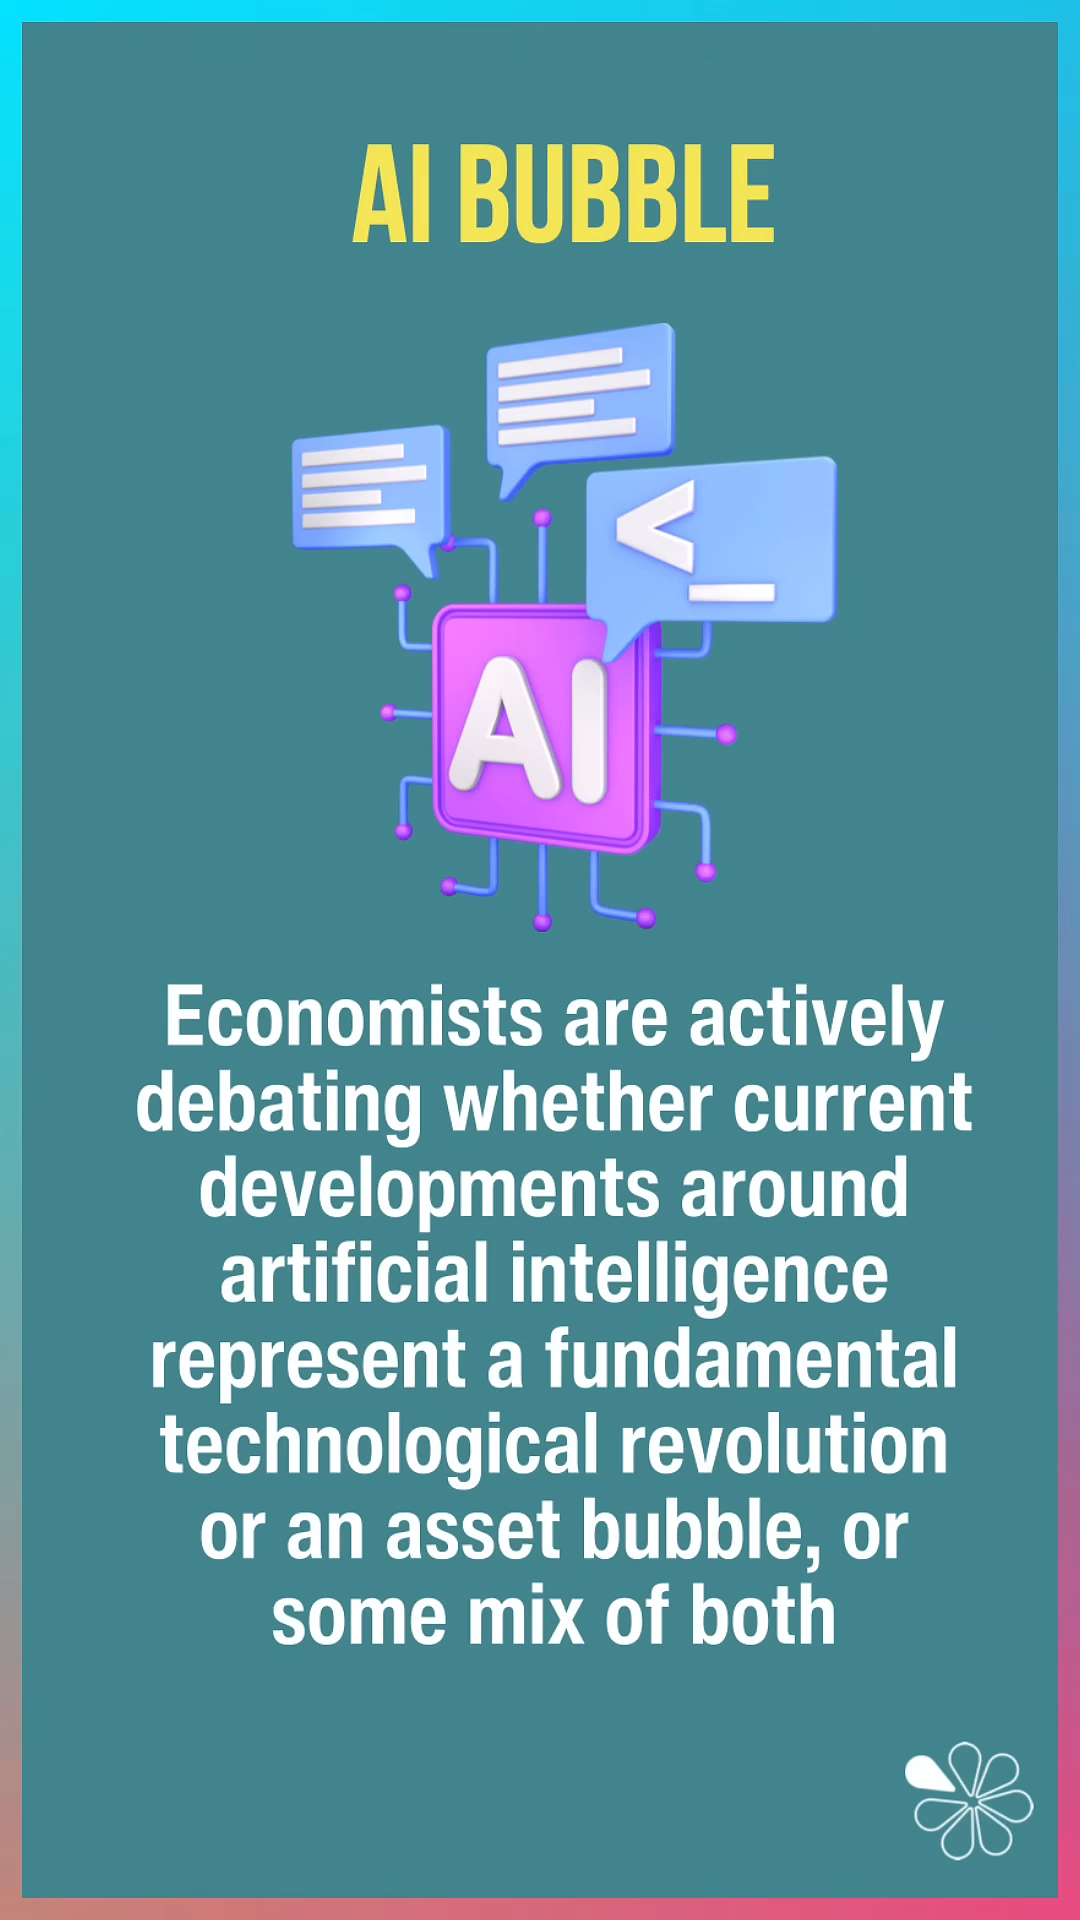 AI BUBBLE
<_
AI
Economists are actively
debating whether current
developments around
artificial intelligence
represent a fundamental
technological revolution
or an asset bubble, or
some mix of both